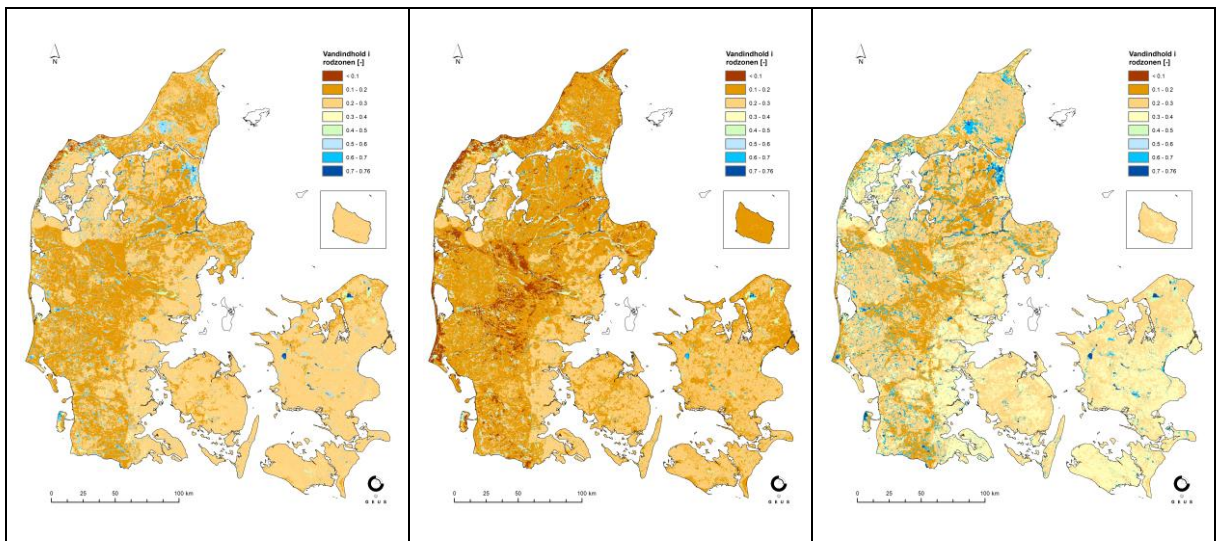 N
Vandindhold i
rodzonen [-]
< 0.1
0.1 - 0.2
0.2 - 0.3
0.3 - 0.4
0.4 - 0.5
0.5 - 0.6
0.6 - 0.7
0.7 - 0.76
0 25 50 100 km
G E U S
N
Vandindhold i
rodzonen [-]
< 0.1
0.1 - 0.2
0.2 - 0.3
0.3 - 0.4
0.4 - 0.5
0.5 - 0.6
0.6 - 0.7
0.7 - 0.76
0 25 50 100 km
G E U S
N
Vandindhold i
rodzonen [-]
< 0.1
0.1 - 0.2
0.2 - 0.3
0.3 - 0.4
0.4 - 0.5
0.5 - 0.6
0.6 - 0.7
0.7 - 0.76
0 25 50 100 km
G E U S